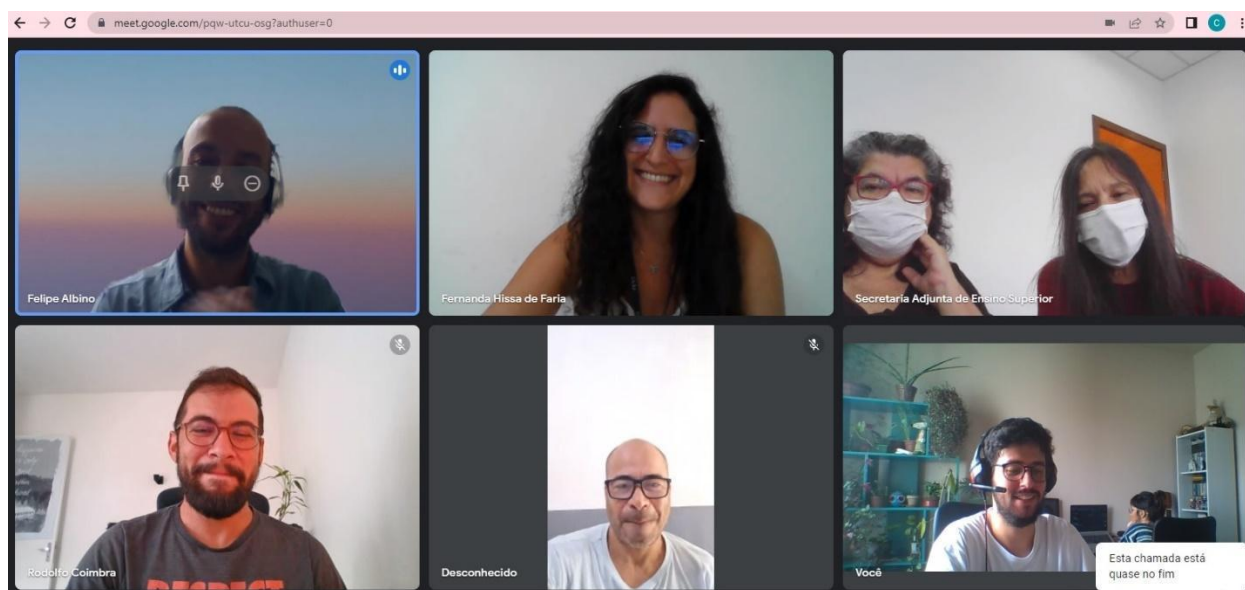 meet.google.com/pqw-utcu-osg?authuser=0
C
Felipe Albino
Fernanda Hissa de Faria
Secretaria Adjunta de Ensino Superior
Rodolfo Coimbra
RESPECT
Desconhecido
Você
Esta chamada está
quase no fim